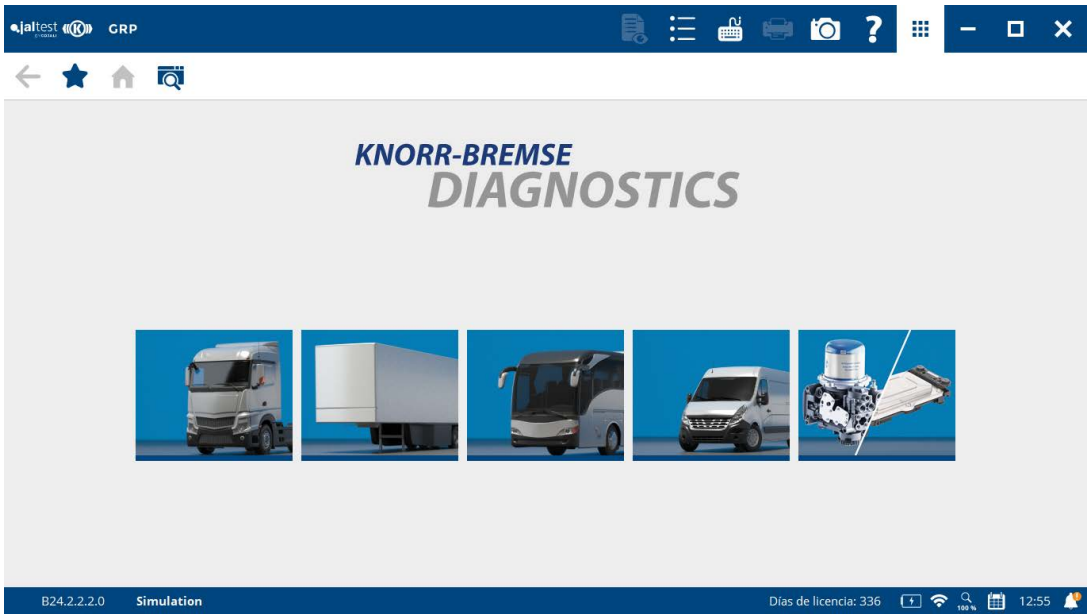 jaltest GRP
KNORR-BREMSE
DIAGNOSTICS
B24.2.2.2.0 Simulation Días de licencia: 336 100 % 12:55